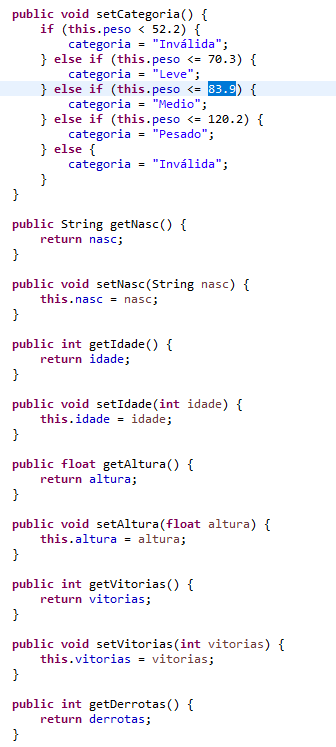 public void setCategoria() {
    if (this.peso < 52.2) {
        categoria = "Inválida";
    } else if (this.peso <= 70.3) {
        categoria = "Leve";
    } else if (this.peso <= 83.9) {
        categoria = "Medio";
    } else if (this.peso <= 120.2) {
        categoria = "Pesado";
    } else {
        categoria = "Inválida";
    }
}

public String getNasc() {
    return nasc;
}

public void setNasc(String nasc) {
    this.nasc = nasc;
}

public int getIdade() {
    return idade;
}

public void setIdade(int idade) {
    this.idade = idade;
}

public float getAltura() {
    return altura;
}

public void setAltura(float altura) {
    this.altura = altura;
}

public int getVitorias() {
    return vitorias;
}

public void setVitorias(int vitorias) {
    this.vitorias = vitorias;
}

public int getDerrotas() {
    return derrotas;
}